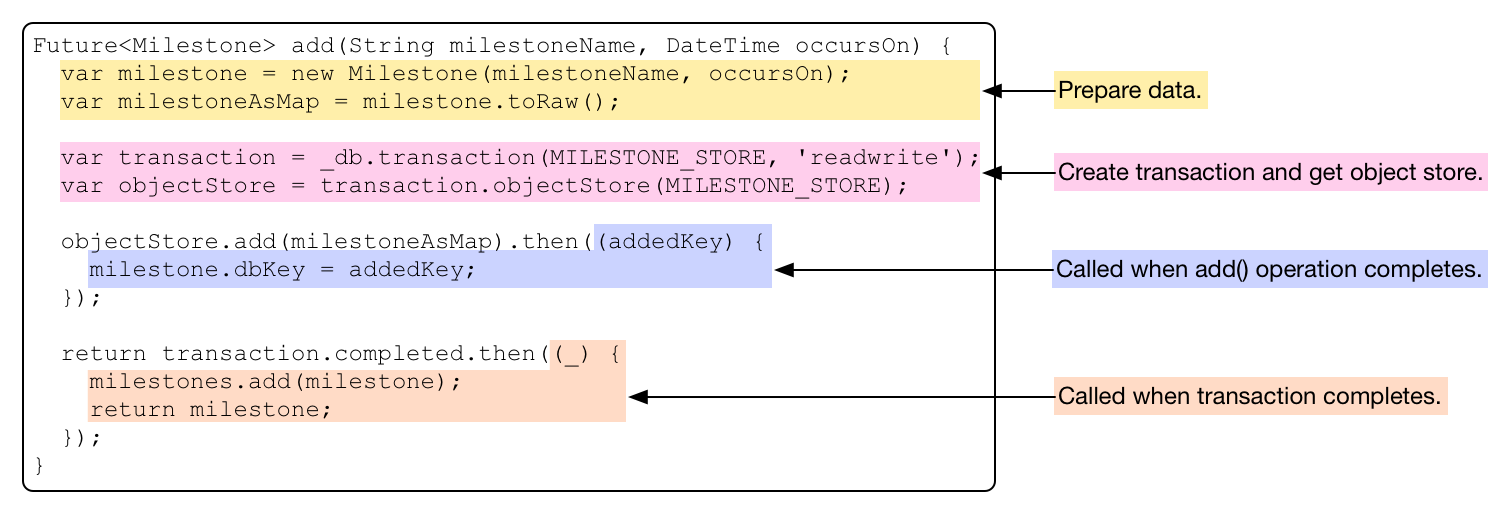 Future<Milestone> add(String milestoneName, DateTime occursOn) {
  var milestone = new Milestone(milestoneName, occursOn);
  var milestoneAsMap = milestone.toRaw();
Prepare data.
  var transaction = _db.transaction(MILESTONE_STORE, 'readwrite');
  var objectStore = transaction.objectStore(MILESTONE_STORE);
Create transaction and get object store.
  objectStore.add(milestoneAsMap).then((addedKey) {
    milestone.dbKey = addedKey;
  });
Called when add() operation completes.
  return transaction.completed.then((_) {
    milestones.add(milestone);
    return milestone;
  });
}
Called when transaction completes.